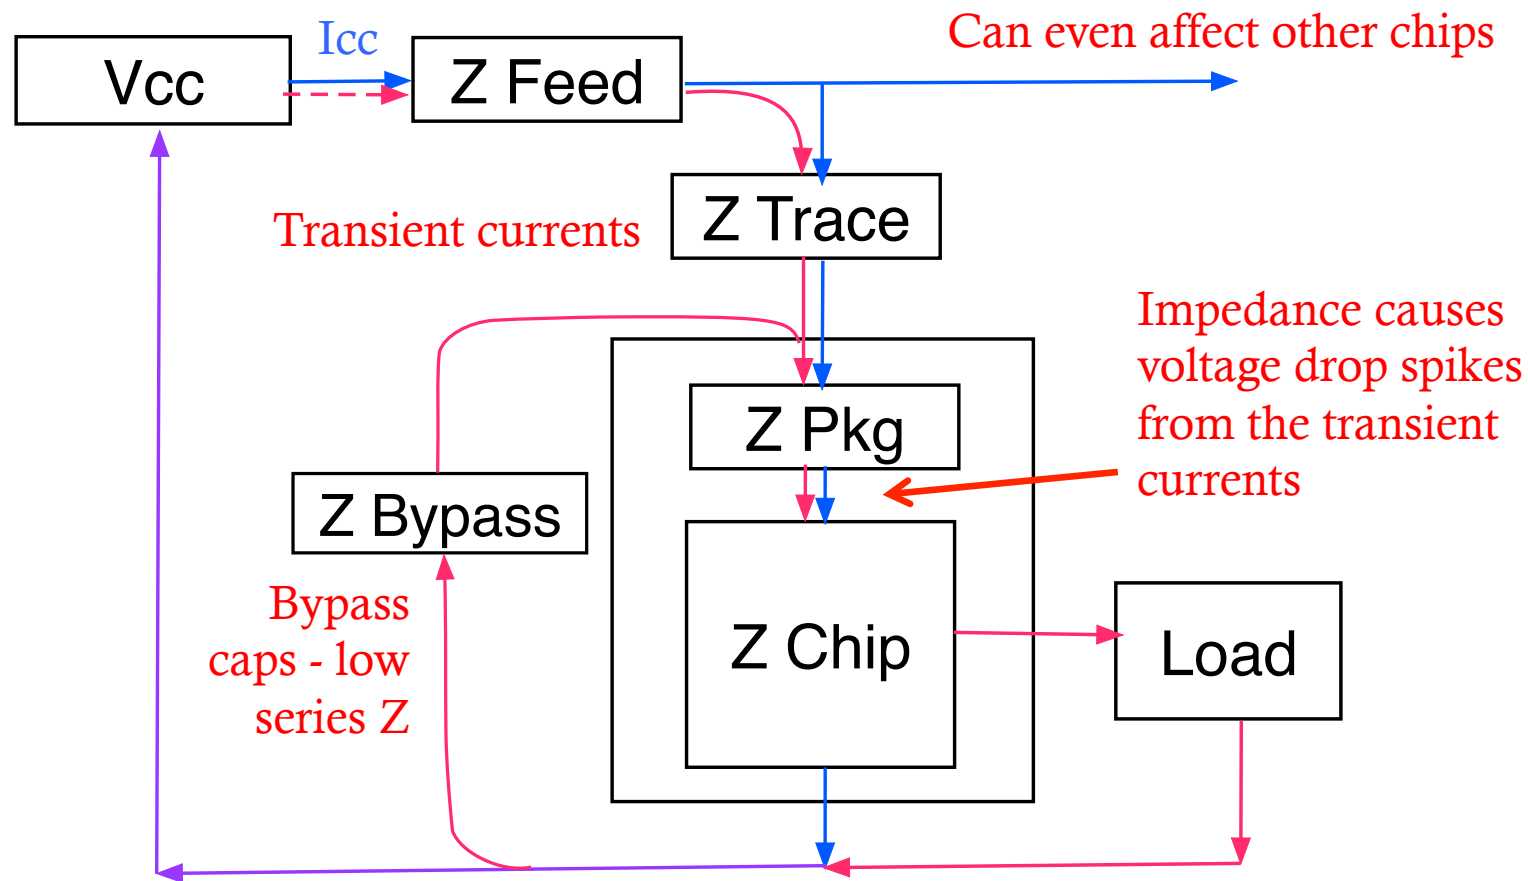 Icc
Can even affect other chips
Vcc
Z Feed
Z Trace
Transient currents
Impedance causes
voltage drop spikes
from the transient
currents
Z Pkg
Z Bypass
Bypass
caps - low
series Z
Z Chip
Load